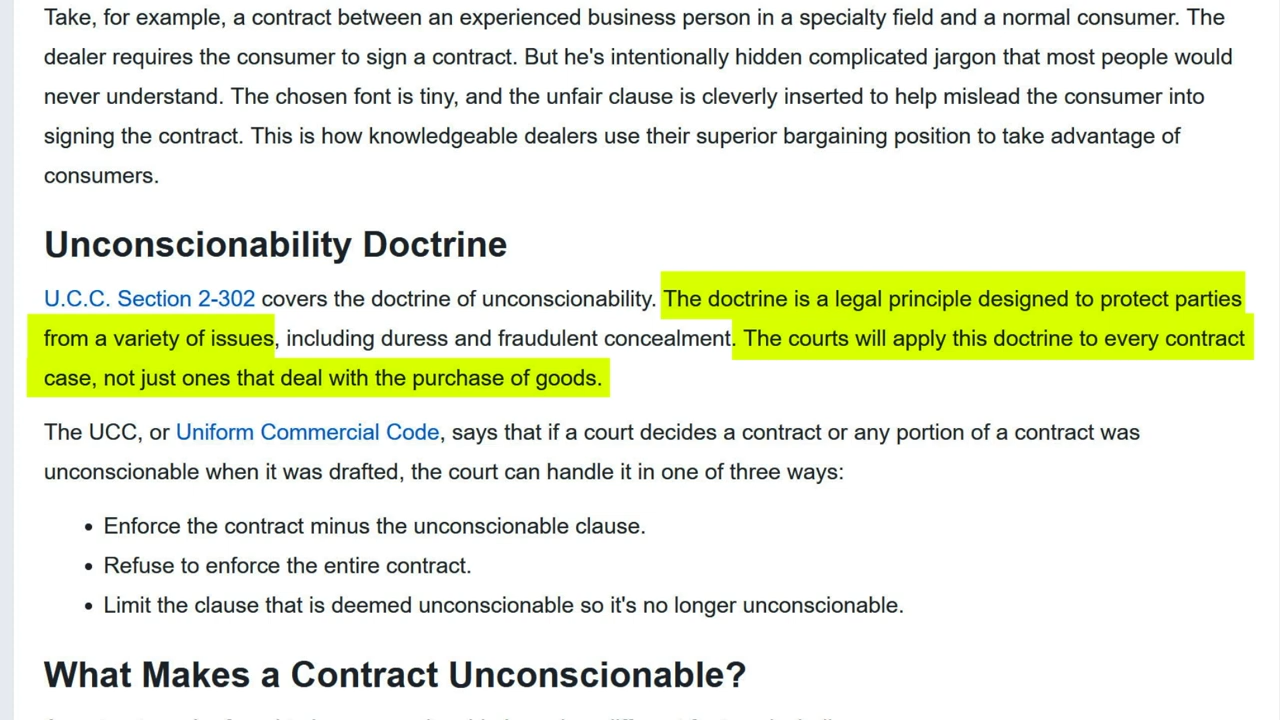 Take, for example, a contract between an experienced business person in a specialty field and a normal consumer. The
dealer requires the consumer to sign a contract. But he's intentionally hidden complicated jargon that most people would
never understand. The chosen font is tiny, and the unfair clause is cleverly inserted to help mislead the consumer into
signing the contract. This is how knowledgeable dealers use their superior bargaining position to take advantage of
consumers.
Unconscionability Doctrine
U.C.C. Section 2-302 covers the doctrine of unconscionability. The doctrine is a legal principle designed to protect parties
from a variety of issues, including duress and fraudulent concealment. The courts will apply this doctrine to every contract
case, not just ones that deal with the purchase of goods.
The UCC, or Uniform Commercial Code, says that if a court decides a contract or any portion of a contract was
unconscionable when it was drafted, the court can handle it in one of three ways:
• Enforce the contract minus the unconscionable clause.
• Refuse to enforce the entire contract.
• Limit the clause that is deemed unconscionable so it's no longer unconscionable.
What Makes a Contract Unconscionable?